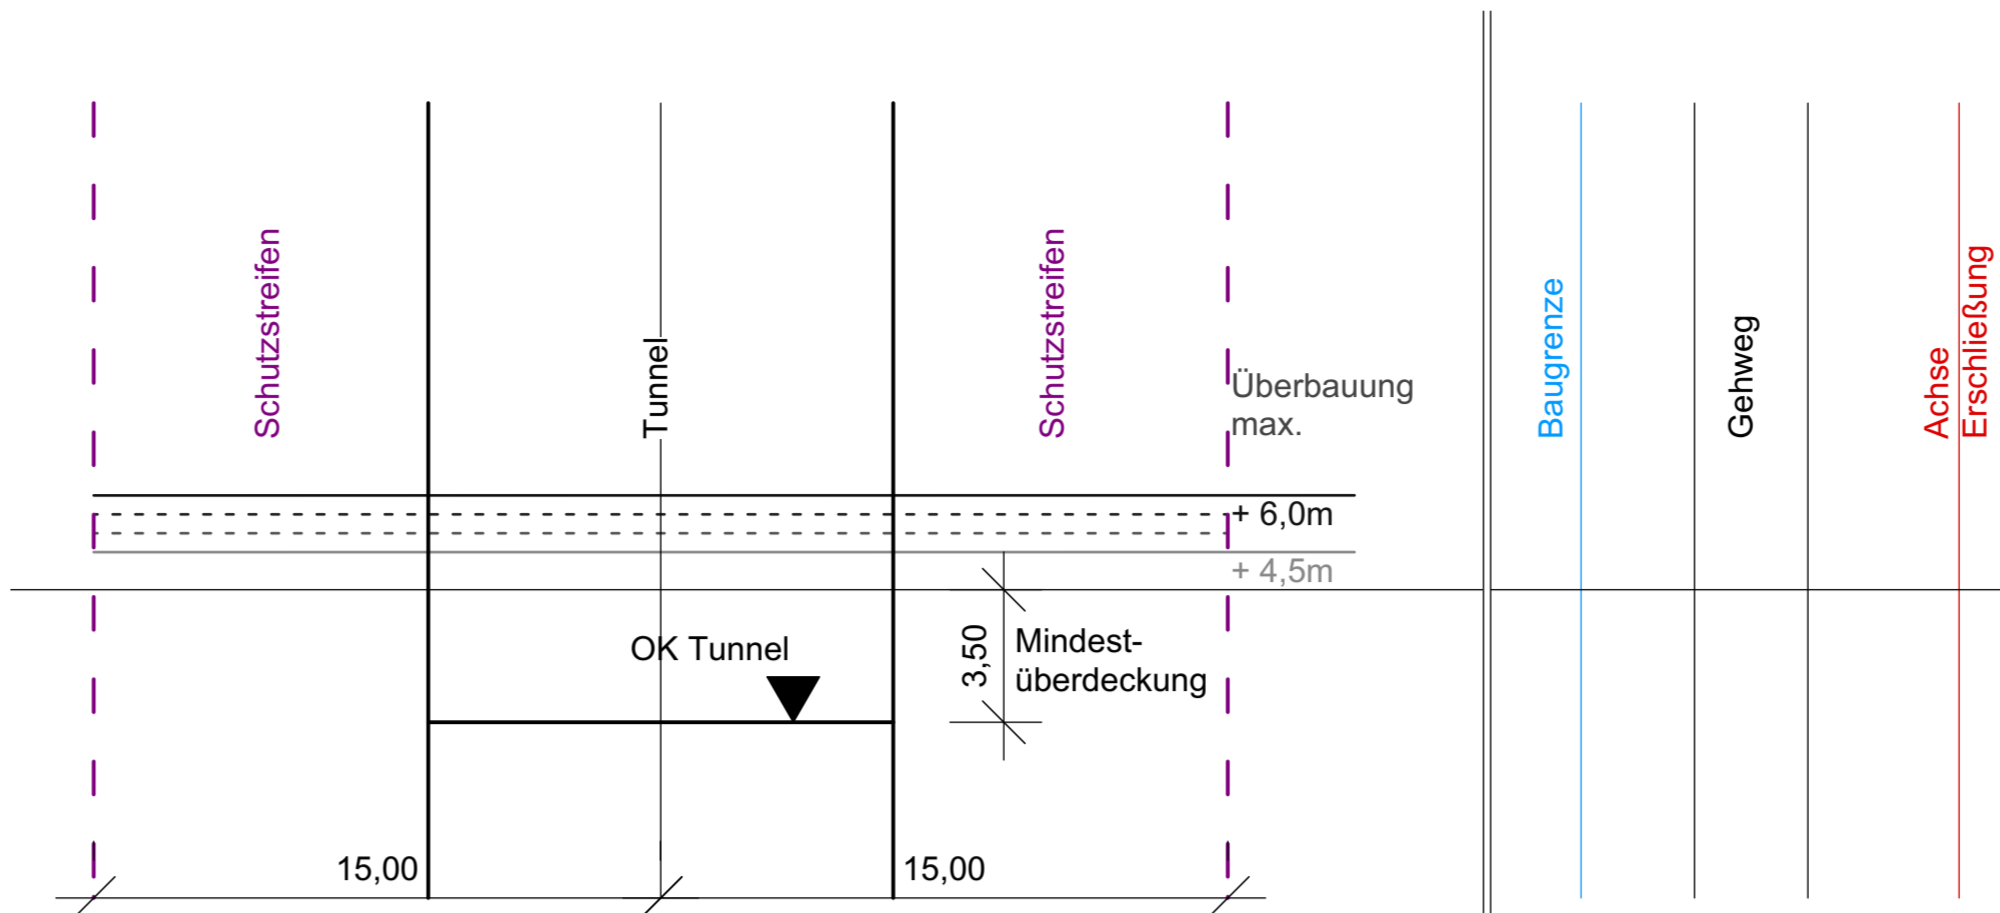 Schutzstreifen
Tunnel
Schutzstreifen
Überbauung
max.
Baugrenze
Gehweg
Achse
Erschließung
+ 6,0m
+ 4,5m
OK Tunnel
3,50
Mindest-
überdeckung
15,00
15,00